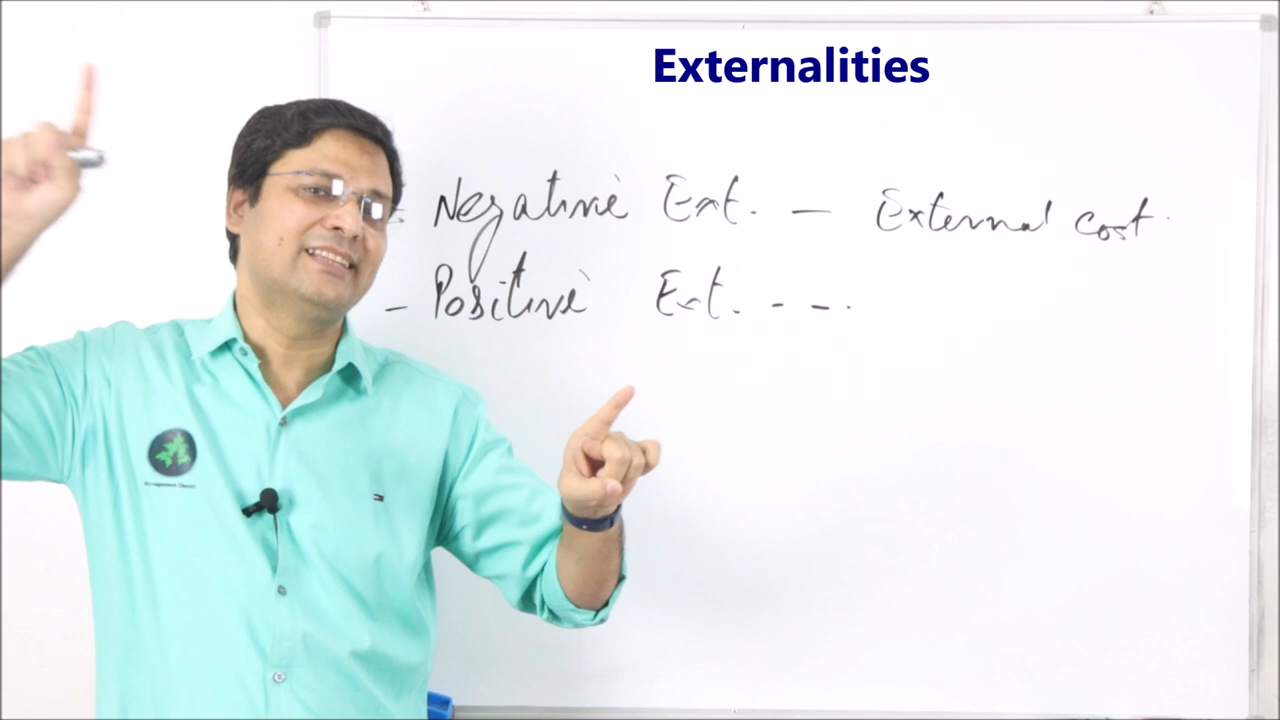 Externalities
- Negative Ext. — External cost.
- Positive Ext. - - .